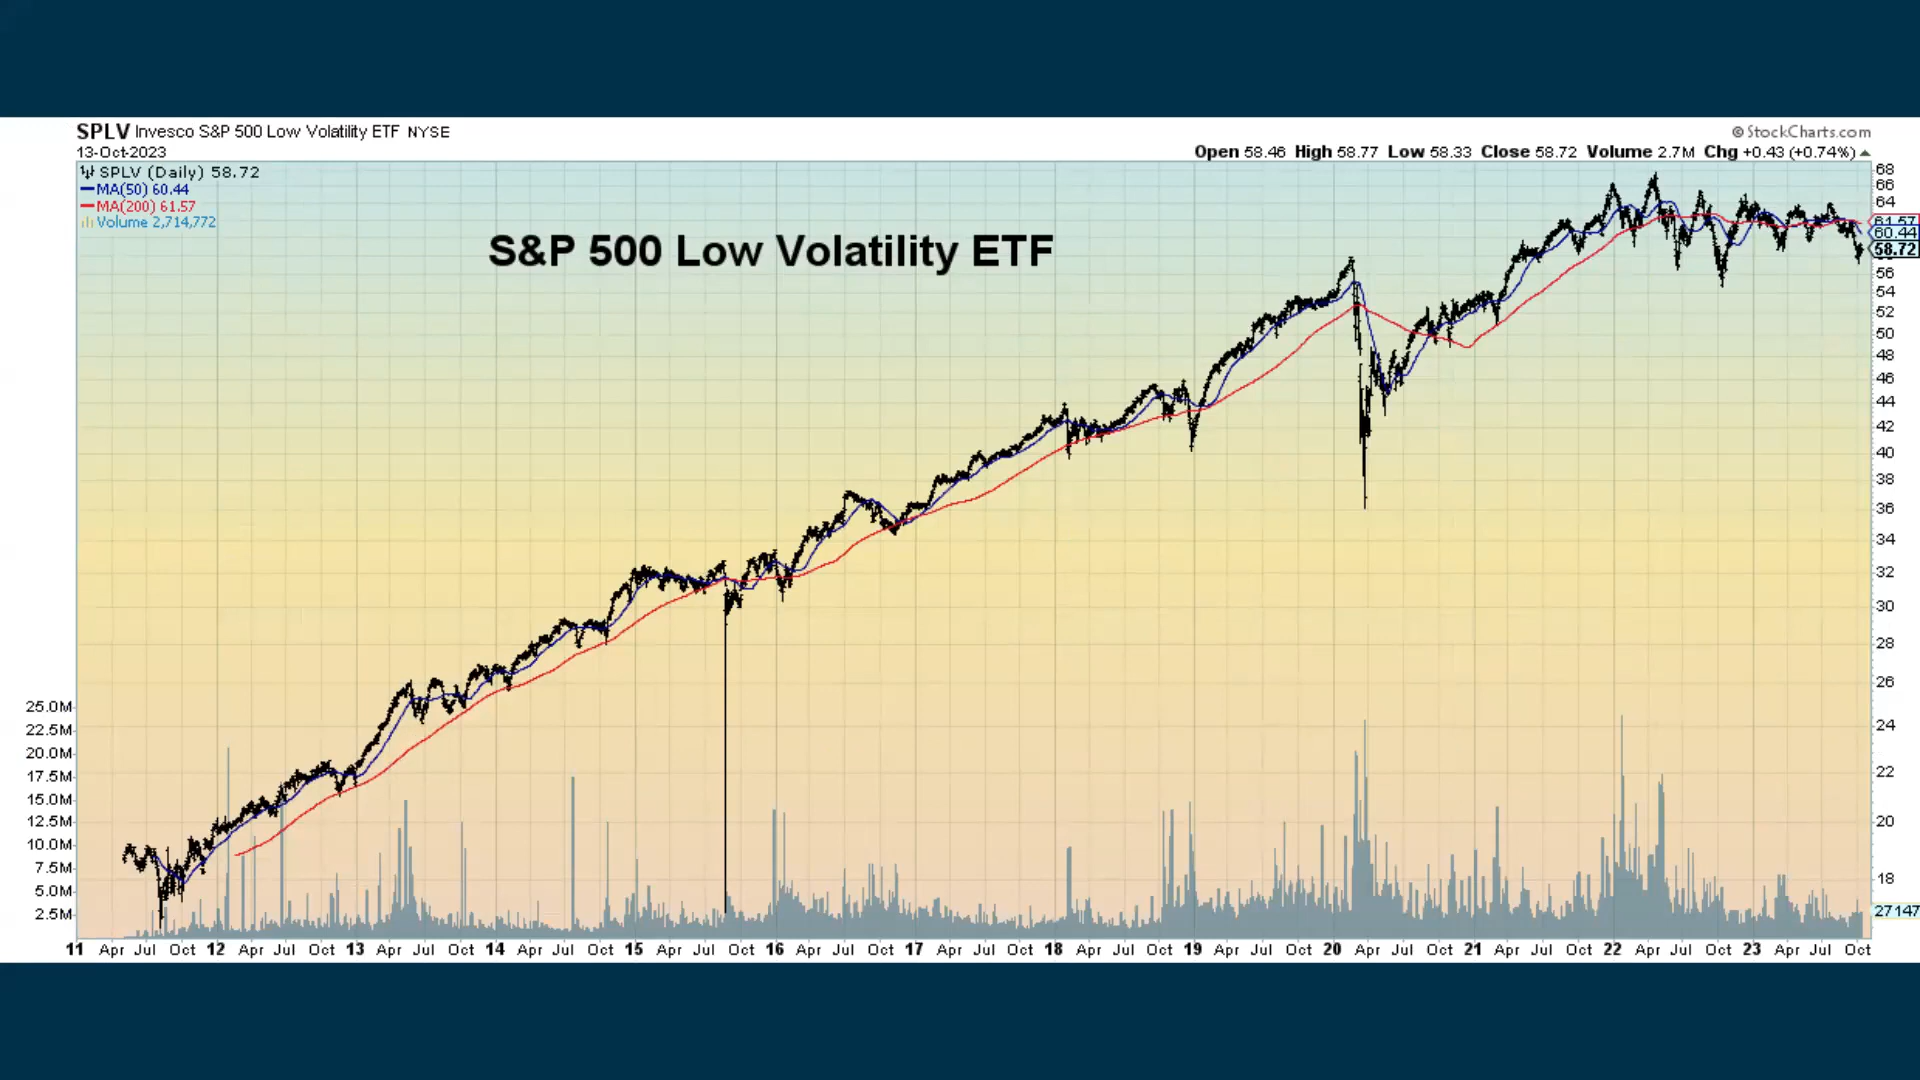 SPLV Invesco S&P 500 Low Volatility ETF NYSE
© StockCharts.com
13-Oct-2023
Open 58.46 High 58.77 Low 58.33 Close 58.72 Volume 2.7M Chg +0.43 (+0.74%)
SPLV (Daily) 58.72
MA(50) 60.44
MA(200) 61.57
Volume 2,714,772
S&P 500 Low Volatility ETF
68
66
64
61.57
60.44
58.72
56
54
52
50
48
46
44
42
40
38
36
34
32
30
28
26
24
22
20
18
27147
25.0M
22.5M
20.0M
17.5M
15.0M
12.5M
10.0M
7.5M
5.0M
2.5M
11 Apr Jul Oct 12 Apr Jul Oct 13 Apr Jul Oct 14 Apr Jul Oct 15 Apr Jul Oct 16 Apr Jul Oct 17 Apr Jul Oct 18 Apr Jul Oct 19 Apr Jul Oct 20 Apr Jul Oct 21 Apr Jul Oct 22 Apr Jul Oct 23 Apr Jul Oct